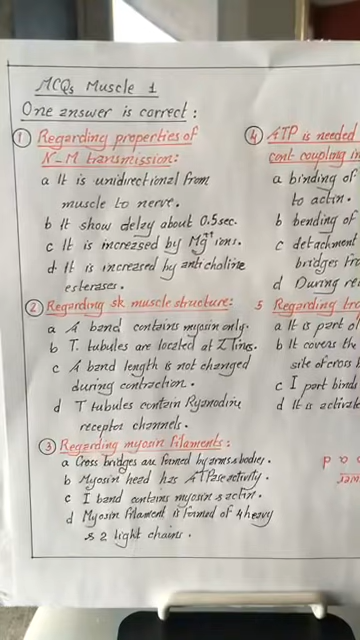 MCQs Muscle 1
One answer is correct :
1 Regarding properties of
N-M transmission:
a It is unidirectional from
muscle to nerve.
b It show delay about 0.5sec.
c It is increased by Mg++ ions.
d It is increased by anticholine
esterases.
2 Regarding sk muscle structure:
a A band contains myosin only.
b T. tubules are located at Z lines.
c A band length is not changed
during contraction.
d T tubules contain Ryanodine
receptor channels.
3 Regarding myosin filaments:
a Cross bridges are formed by arms & bodies.
b Myosin head has ATPase activity.
c I band contains myosin & actin.
d Myosin filament is formed of 4 heavy
& 2 light chains.
4 ATP is needed
cont coupling in
a binding of
to actin.
b bending of
c detachment
bridges fro
d During re
5 Regarding tro
a It is part of
b It covers the
site of cross b
c I part binds
d It is activate